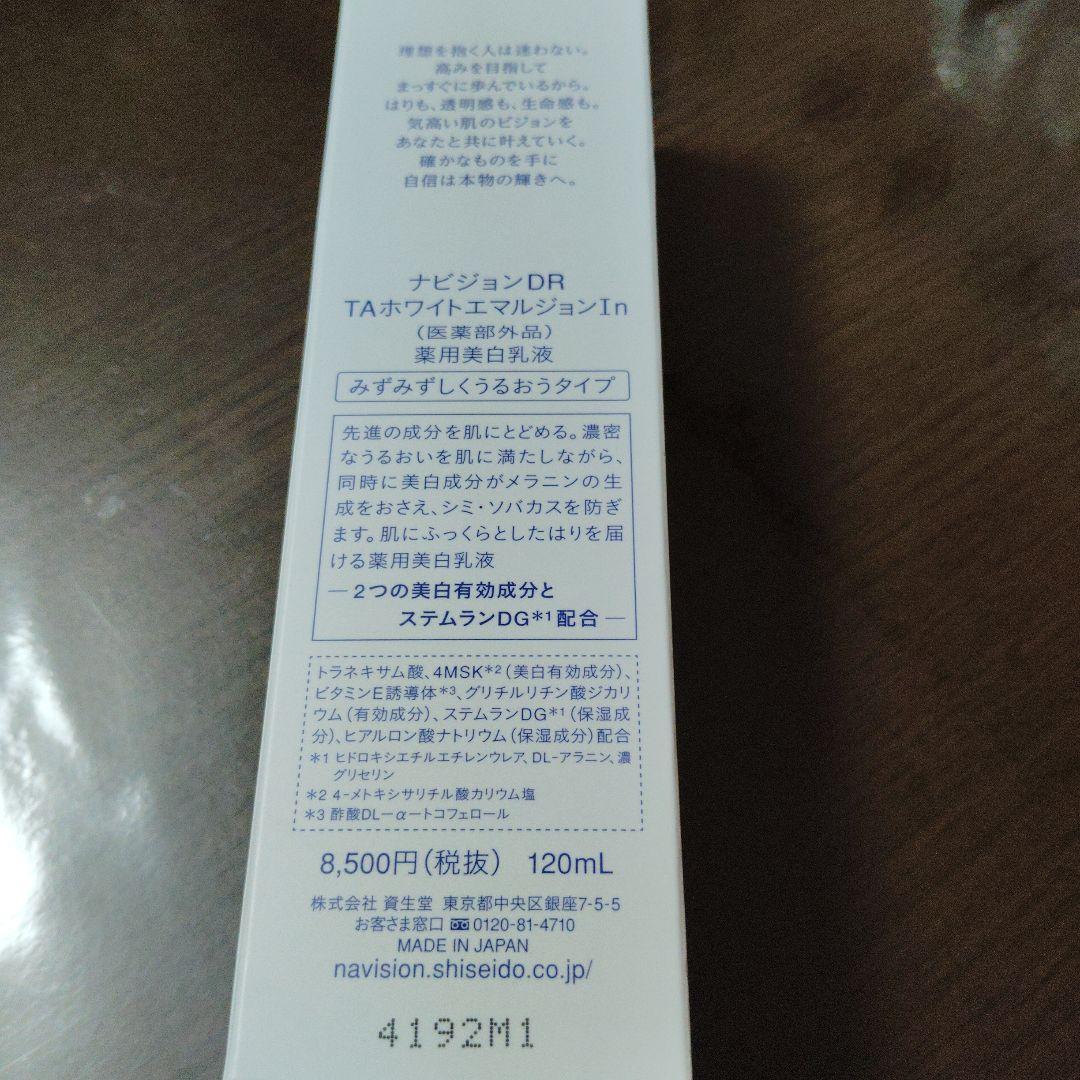 理想を抱く人は迷わない。
高みを目指して
まっすぐに歩んでいるから。
はりも、透明感も、生命感も。
気高い肌のビジョンを
あなたと共に叶えていく。
確かなものを手に
自信は本物の輝きへ。
ナビジョンDR
TAホワイトエマルジョンIn
（医薬部外品）
薬用美白乳液
みずみずしくうるおうタイプ
先進の成分を肌にとどめる。濃密
なうるおいを肌に満たしながら、
同時に美白成分がメラニンの生
成をおさえ、シミ・ソバカスを防ぎ
ます。肌にふっくらとしたはりを届
ける薬用美白乳液
― 2つの美白有効成分と
ステムランDG＊1配合 ―
トラネキサム酸、4MSK＊2（美白有効成分）、
ビタミンE誘導体＊3、グリチルリチン酸ジカリ
ウム（有効成分）、ステムランDG＊1（保湿成
分）、ヒアルロン酸ナトリウム（保湿成分）配合
＊1 ヒドロキシエチルエチレンウレア、DL-アラニン、濃
グリセリン
＊2 4-メトキシサリチル酸カリウム塩
＊3 酢酸DL－α－トコフェロール
8,500円（税抜） 120mL
株式会社 資生堂 東京都中央区銀座7-5-5
お客さま窓口 0120-81-4710
MADE IN JAPAN
navision.shiseido.co.jp/
4192M1